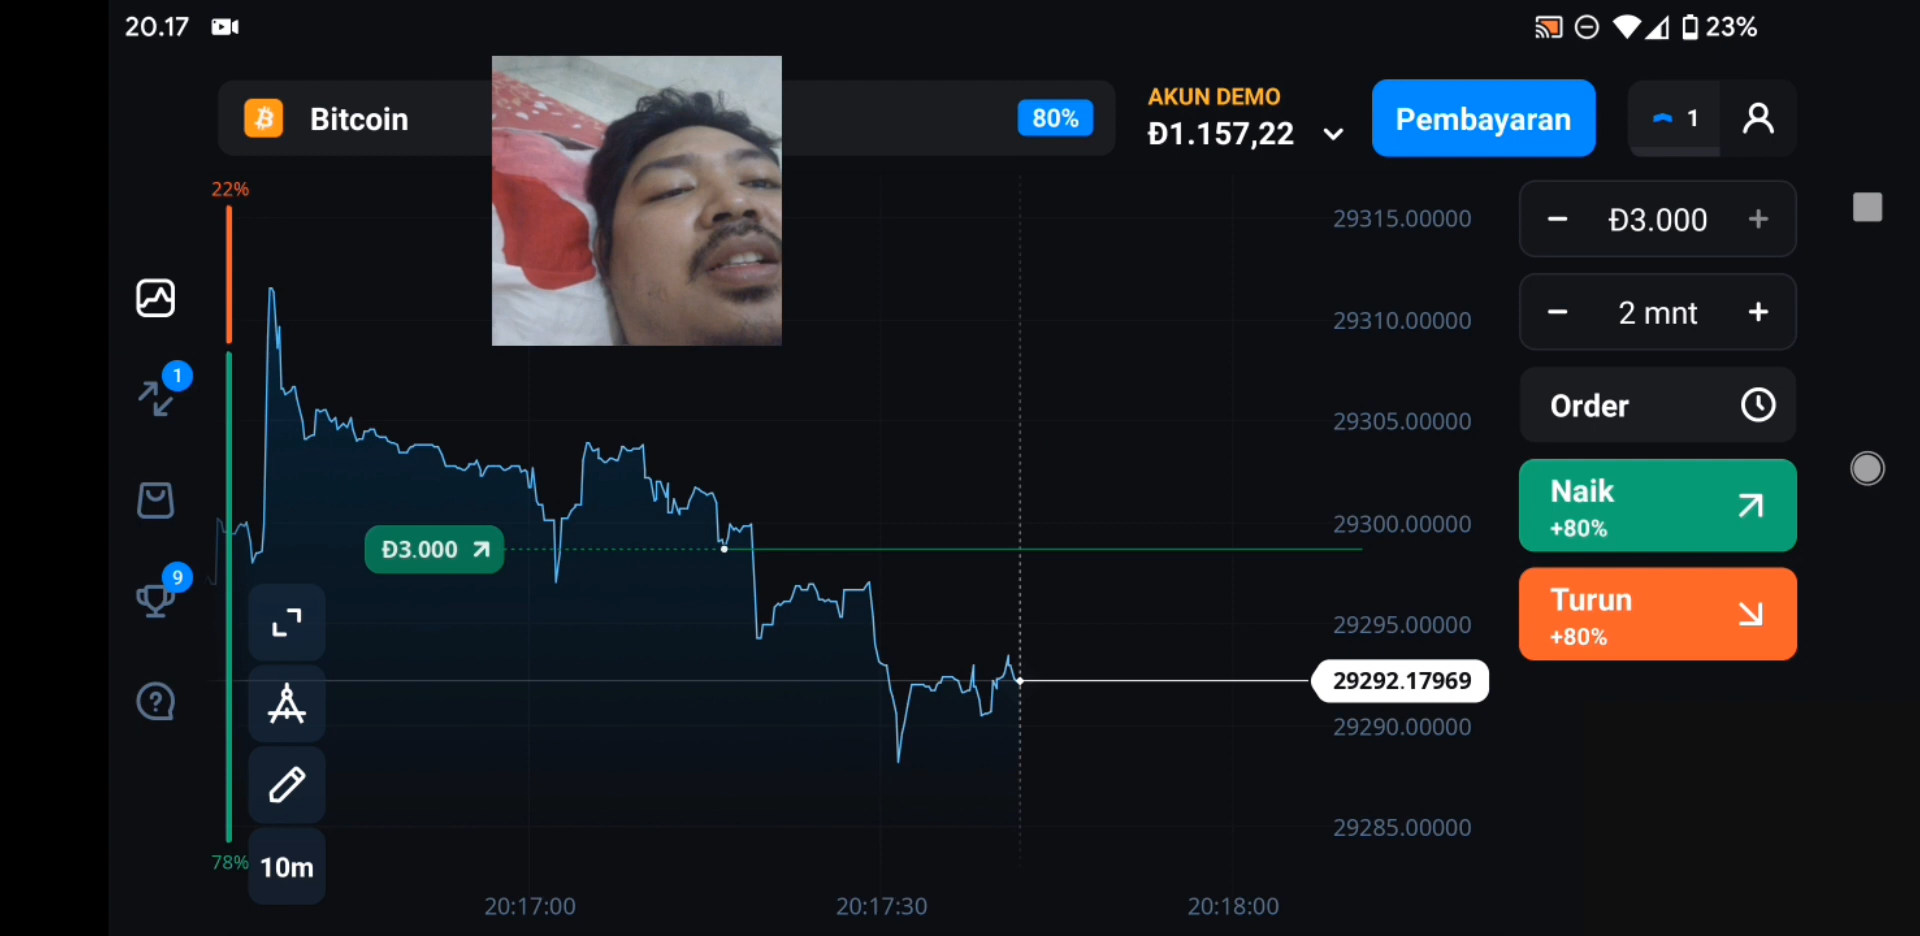 20.17
23%
Bitcoin
80%
AKUN DEMO
Đ1.157,22
Pembayaran
1
22%
29315.00000
Đ3.000
29310.00000
2 mnt
1
29305.00000
Order
Naik
+80%
29300.00000
Đ3.000
9
29295.00000
Turun
+80%
29292.17969
29290.00000
29285.00000
78%
10m
20:17:00
20:17:30
20:18:00